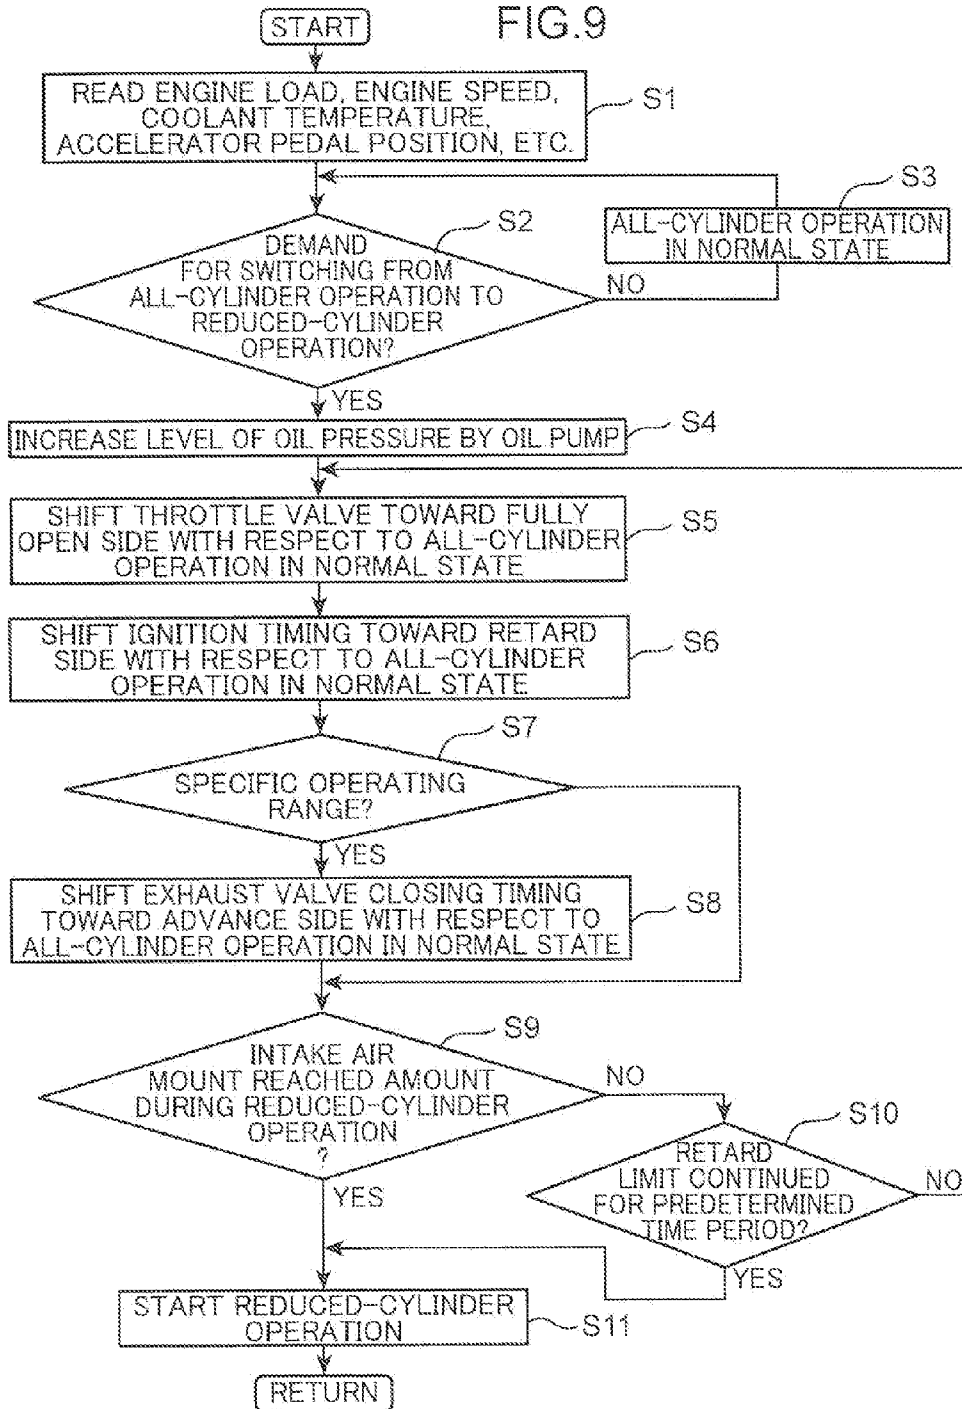 FIG.9
START
READ ENGINE LOAD, ENGINE SPEED,
COOLANT TEMPERATURE,
ACCELERATOR PEDAL POSITION, ETC.
S1
S3
ALL-CYLINDER OPERATION
IN NORMAL STATE
S2
DEMAND
FOR SWITCHING FROM
ALL-CYLINDER OPERATION TO
REDUCED-CYLINDER
OPERATION?
NO
YES
INCREASE LEVEL OF OIL PRESSURE BY OIL PUMP
S4
SHIFT THROTTLE VALVE TOWARD FULLY
OPEN SIDE WITH RESPECT TO ALL-CYLINDER
OPERATION IN NORMAL STATE
S5
SHIFT IGNITION TIMING TOWARD RETARD
SIDE WITH RESPECT TO ALL-CYLINDER
OPERATION IN NORMAL STATE
S6
S7
SPECIFIC OPERATING
RANGE?
YES
SHIFT EXHAUST VALVE CLOSING TIMING
TOWARD ADVANCE SIDE WITH RESPECT TO
ALL-CYLINDER OPERATION IN NORMAL STATE
S8
S9
INTAKE AIR
MOUNT REACHED AMOUNT
DURING REDUCED-CYLINDER
OPERATION
?
NO
YES
S10
RETARD
LIMIT CONTINUED
FOR PREDETERMINED
TIME PERIOD?
NO
YES
START REDUCED-CYLINDER
OPERATION
S11
RETURN